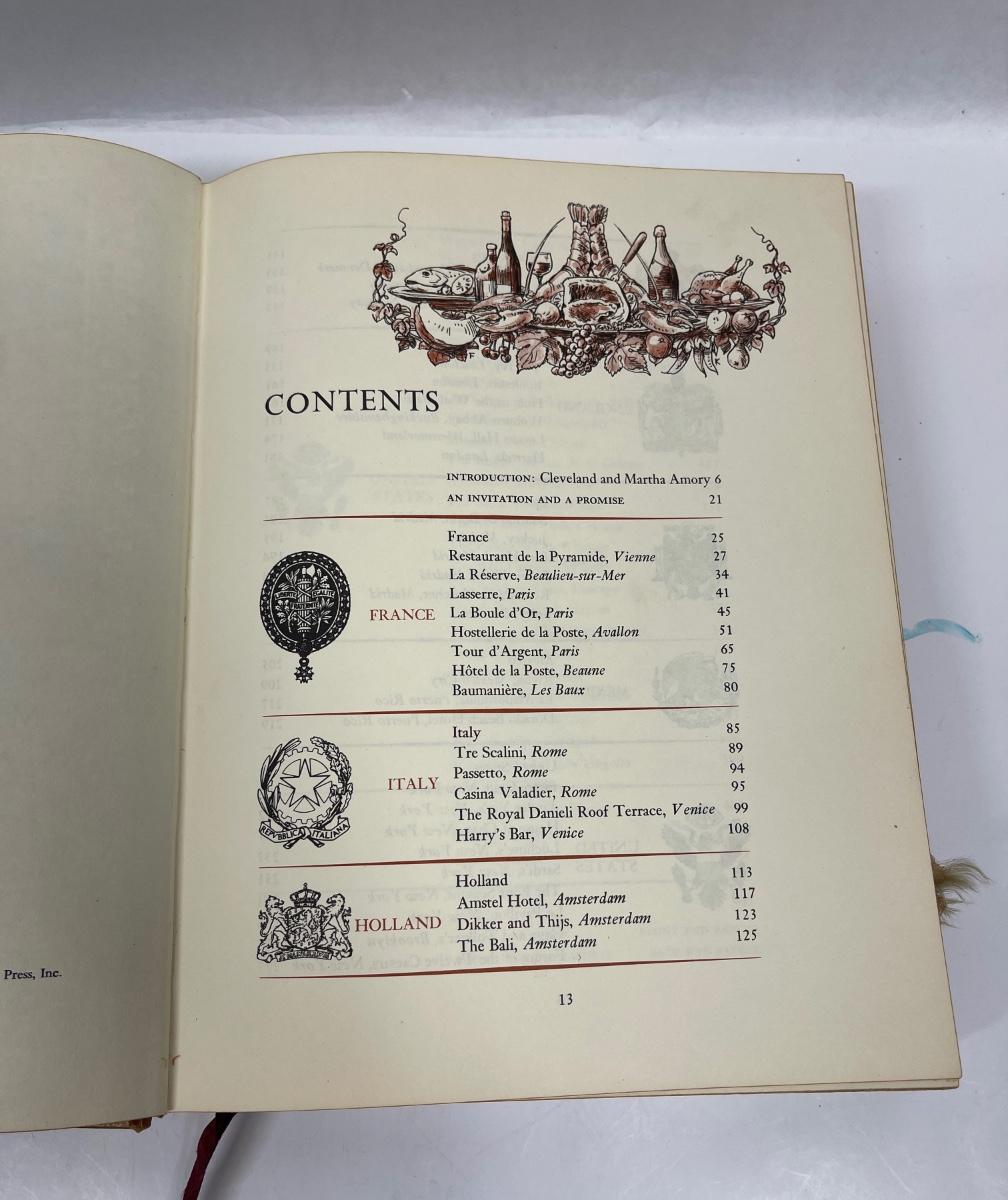 CONTENTS
INTRODUCTION: Cleveland and Martha Amory 6
AN INVITATION AND A PROMISE 21
FRANCE
France 25
Restaurant de la Pyramide, Vienne 27
La Réserve, Beaulieu-sur-Mer 34
Lasserre, Paris 41
La Boule d'Or, Paris 45
Hostellerie de la Poste, Avallon 51
Tour d'Argent, Paris 65
Hôtel de la Poste, Beaune 75
Baumanière, Les Baux 80
ITALY
REPVBBLICA ITALIANA
Italy 85
Tre Scalini, Rome 89
Passetto, Rome 94
Casina Valadier, Rome 95
The Royal Danieli Roof Terrace, Venice 99
Harry's Bar, Venice 108
HOLLAND
Holland 113
Amstel Hotel, Amsterdam 117
Dikker and Thijs, Amsterdam 123
The Bali, Amsterdam 125
13
Press, Inc.